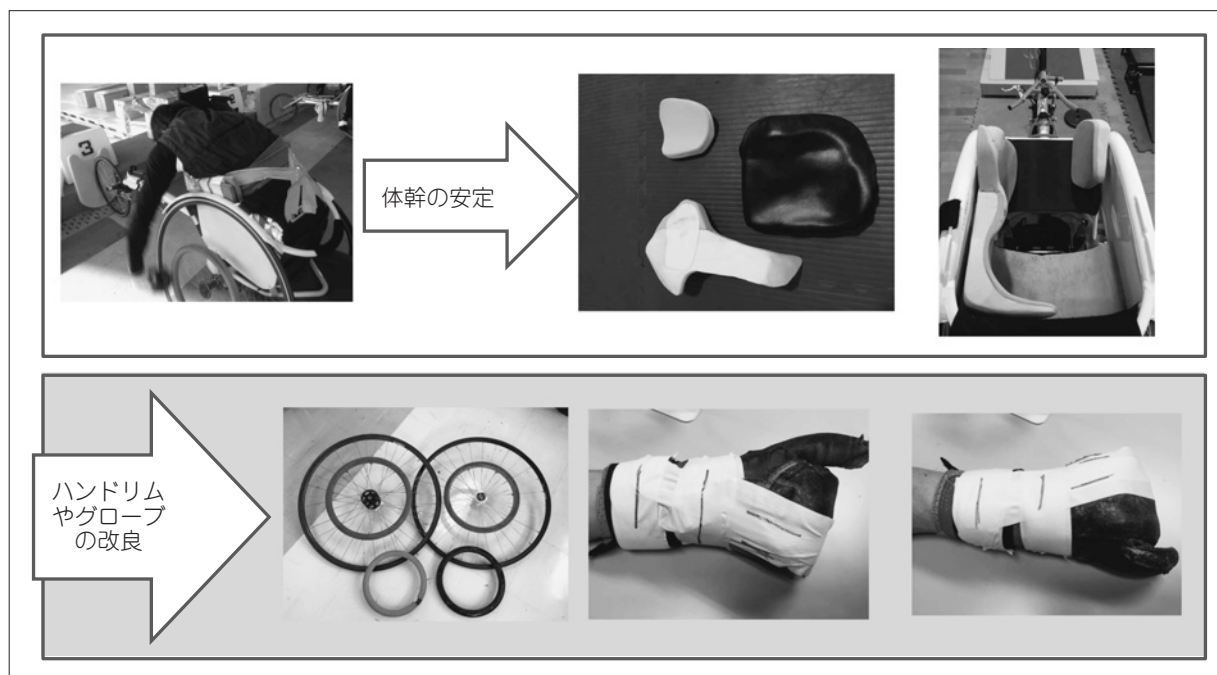 3
体幹の安定
ハンドリム
やグローブ
の改良